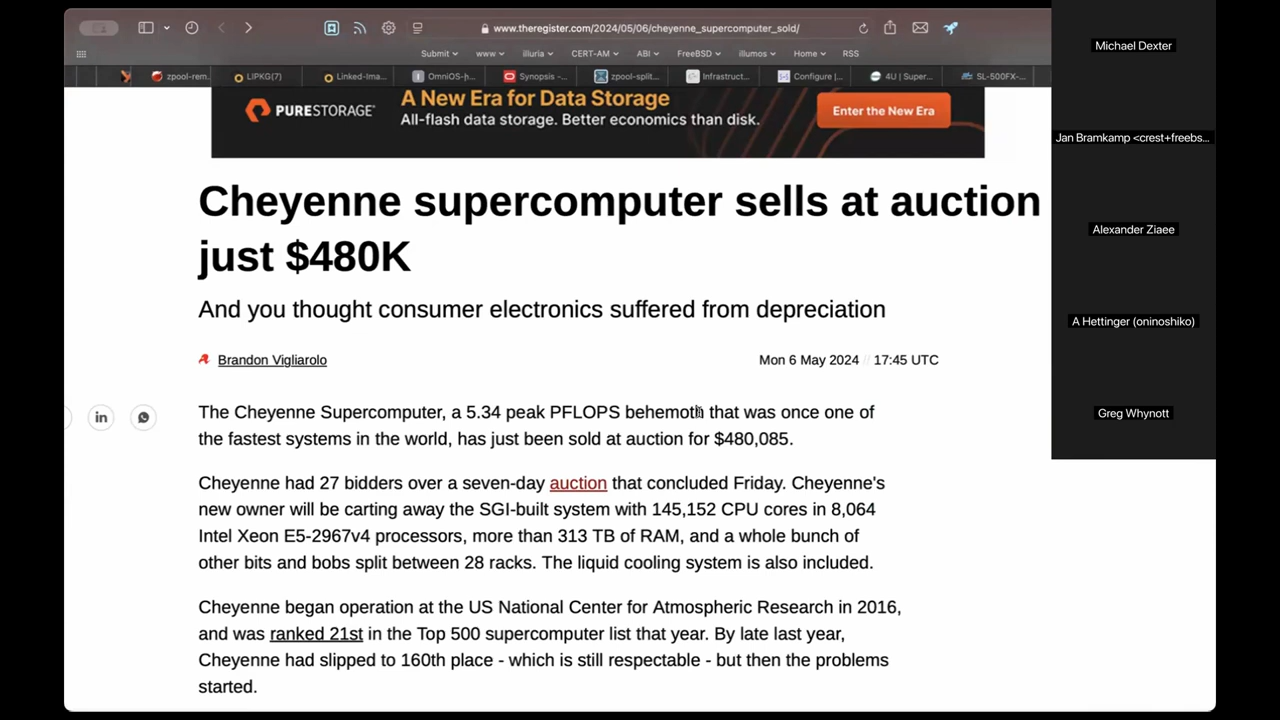 www.theregister.com/2024/05/06/cheyenne_supercomputer_sold/
Submit www illuria CERT-AM ABI FreeBSD illumos Home RSS
zpool-rem... LIPKG(7) Linked-Ima... Synopsis -... zpool-split... Infrastruct... Configure |... 4U | Super... SL-500FX-...
PURESTORAGE
A New Era for Data Storage
All-flash data storage. Better economics than disk.
Enter the New Era
Cheyenne supercomputer sells at auction
just $480K
And you thought consumer electronics suffered from depreciation
Brandon Vigliarolo
Mon 6 May 2024 // 17:45 UTC
in
The Cheyenne Supercomputer, a 5.34 peak PFLOPS behemoth that was once one of
the fastest systems in the world, has just been sold at auction for $480,085.
Cheyenne had 27 bidders over a seven-day auction that concluded Friday. Cheyenne's
new owner will be carting away the SGI-built system with 145,152 CPU cores in 8,064
Intel Xeon E5-2967v4 processors, more than 313 TB of RAM, and a whole bunch of
other bits and bobs split between 28 racks. The liquid cooling system is also included.
Cheyenne began operation at the US National Center for Atmospheric Research in 2016,
and was ranked 21st in the Top 500 supercomputer list that year. By late last year,
Cheyenne had slipped to 160th place - which is still respectable - but then the problems
started.
Michael Dexter
Jan Bramkamp <crest+freebs...
Alexander Ziaee
A Hettinger (oninoshiko)
Greg Whynott